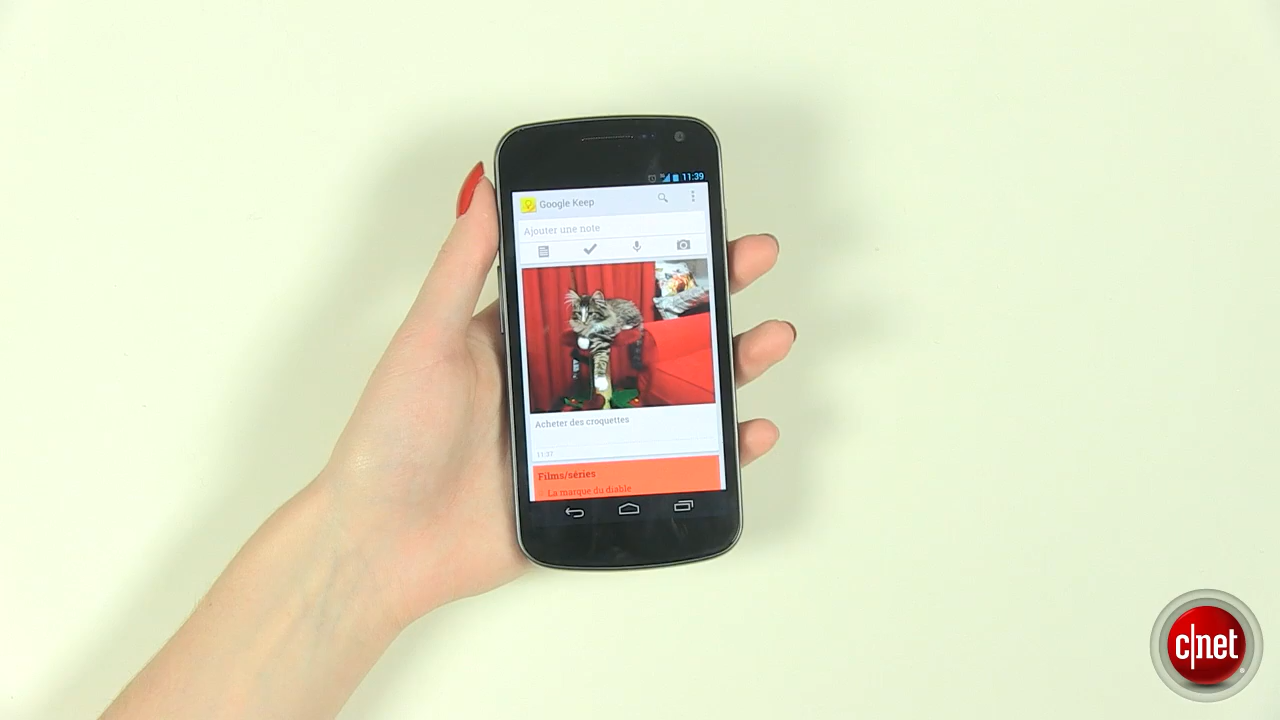 11:39
Google Keep
Ajouter une note
Acheter des croquettes
11:37
Films/séries
La marque du diable
c|net